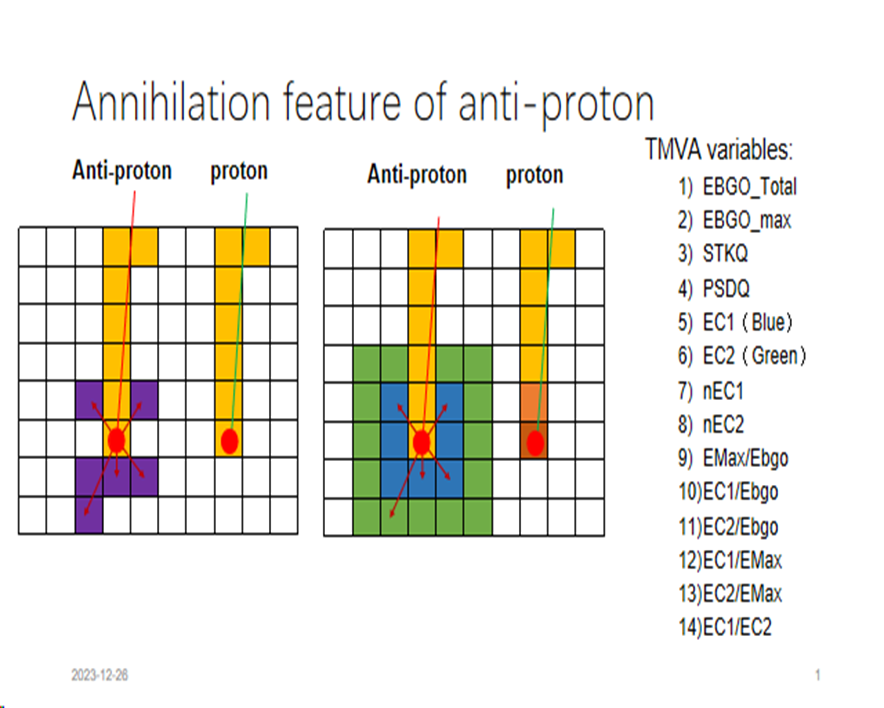 Annihilation feature of anti-proton
Anti-proton proton
Anti-proton proton
TMVA variables:
1) EBGO_Total
2) EBGO_max
3) STKQ
4) PSDQ
5) EC1（Blue）
6) EC2（Green）
7) nEC1
8) nEC2
9) EMax/Ebgo
10)EC1/Ebgo
11)EC2/Ebgo
12)EC1/EMax
13)EC2/EMax
14)EC1/EC2
2023-12-26
1